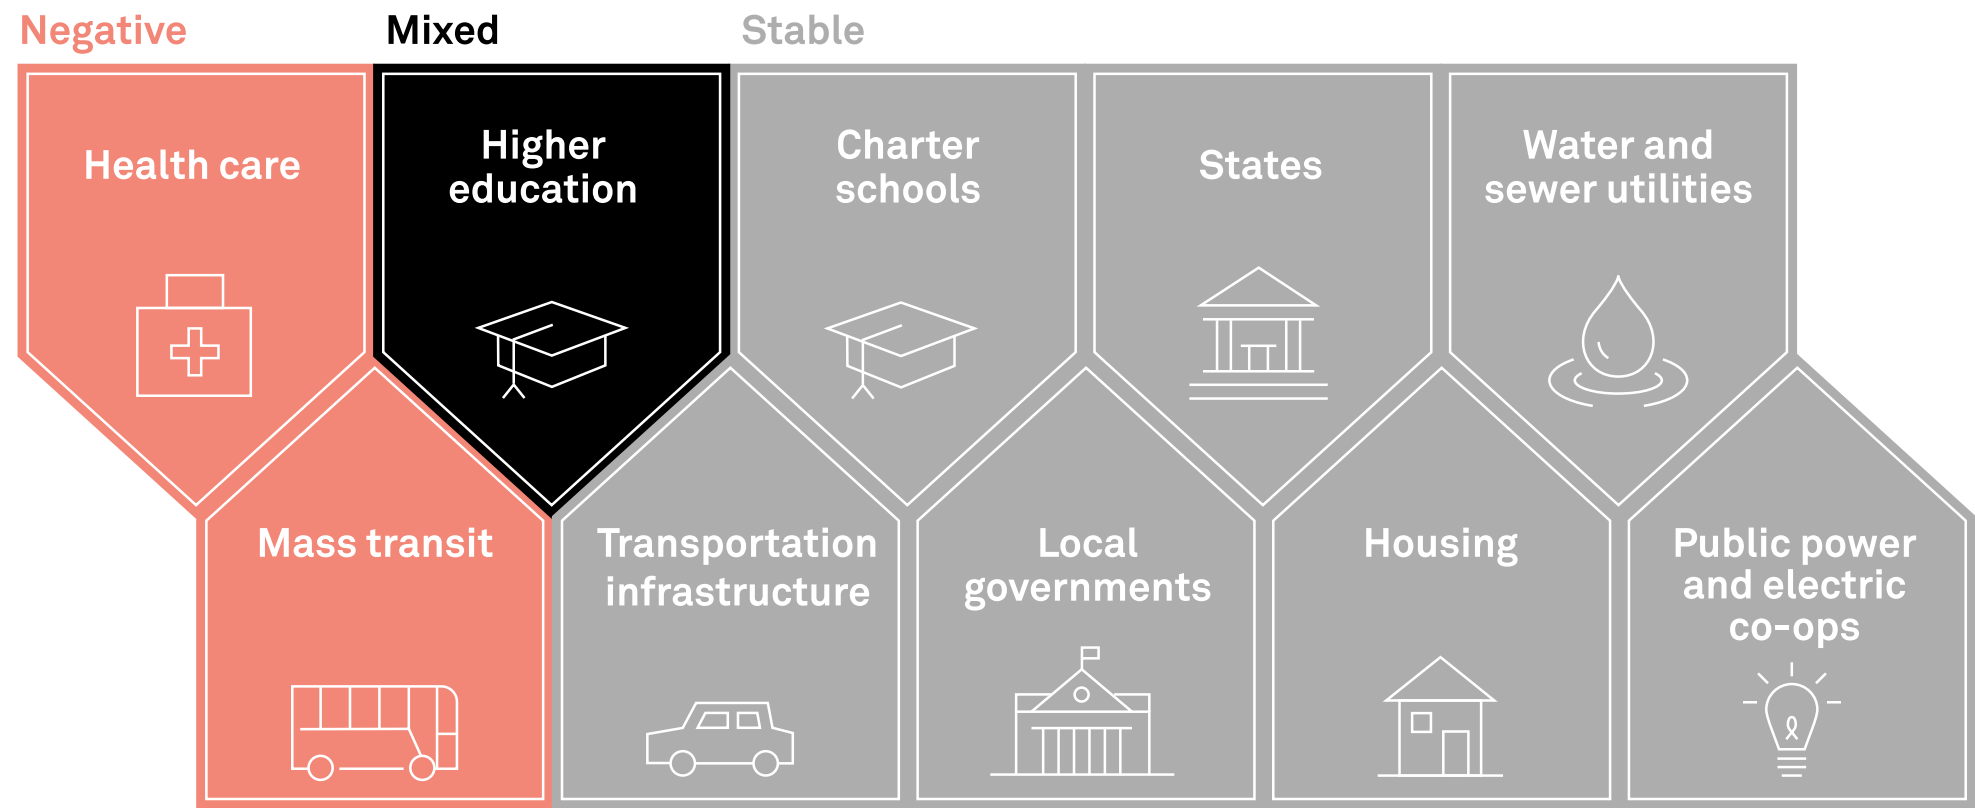 Negative
Mixed
Stable
Health care
Higher
education
Charter
schools
States
Water and
sewer utilities
Mass transit
Transportation
infrastructure
Local
governments
Housing
Public power
and electric
co-ops